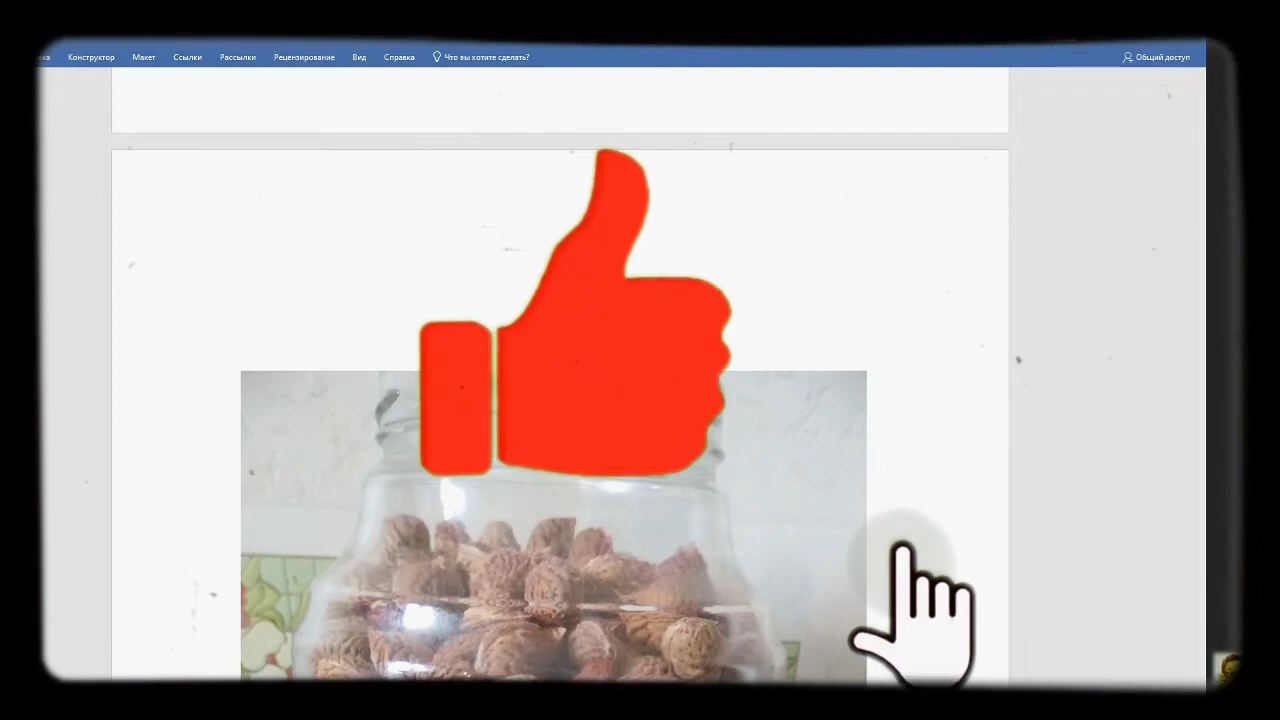 Конструктор Макет Ссылки Рассылки Рецензирование Вид Справка Что вы хотите сделать? Общий доступ